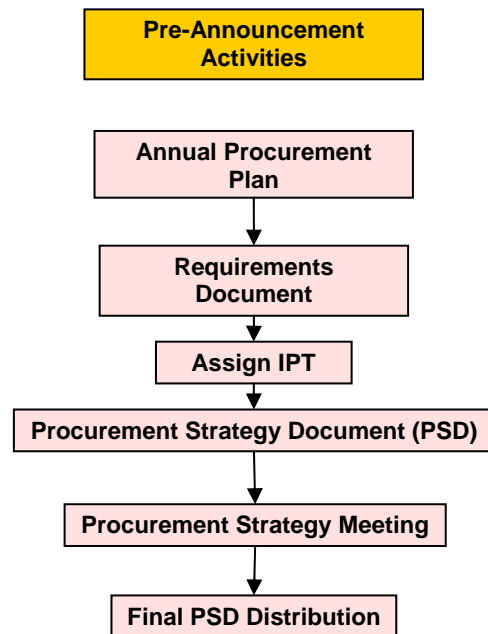 Pre-Announcement
Activities
Annual Procurement
Plan
Requirements
Document
Assign IPT
Procurement Strategy Document (PSD)
Procurement Strategy Meeting
Final PSD Distribution